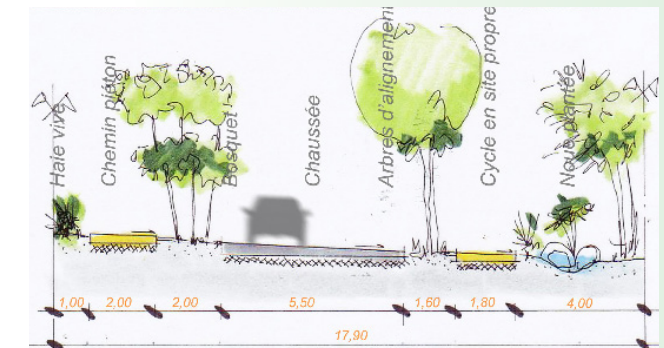 Haie vive
Chemin piéton
Bosquet
Chaussée
Arbres d'alignement
Cycle en site propre
Noue plantée
1,00 2,00 2,00 5,50 1,60 1,80 4,00
17,90